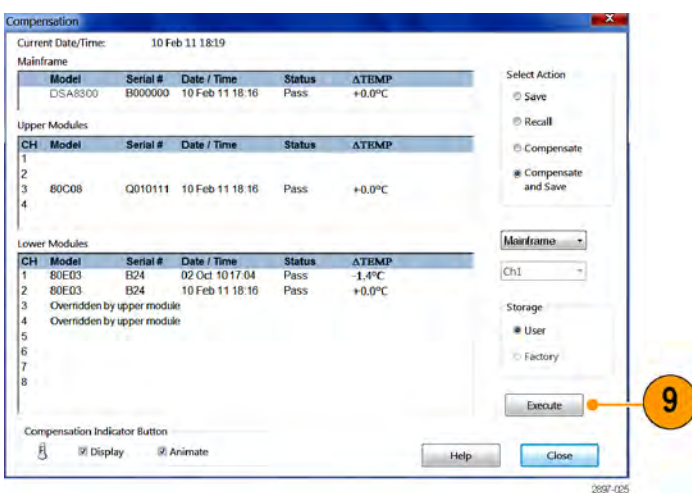 Compensation
Current Date/Time: 10 Feb 11 18:19
Mainframe
Model Serial # Date / Time Status ΔTEMP
DSA8300 B000000 10 Feb 11 18:16 Pass +0.0ºC
Upper Modules
CH Model Serial # Date / Time Status ΔTEMP
1
2
3 80C08 Q010111 10 Feb 11 18:16 Pass +0.0ºC
4
Lower Modules
CH Model Serial # Date / Time Status ΔTEMP
1 80E03 B24 02 Oct 10 17:04 Pass -1.4ºC
2 80E03 B24 10 Feb 11 18:16 Pass +0.0ºC
3 Overridden by upper module
4 Overridden by upper module
5
6
7
8
Compensation Indicator Button
Display Animate
Select Action
Save
Recall
Compensate
Compensate
and Save
Mainframe
Ch1
Storage
User
Factory
Execute
9
Help Close
2897-025